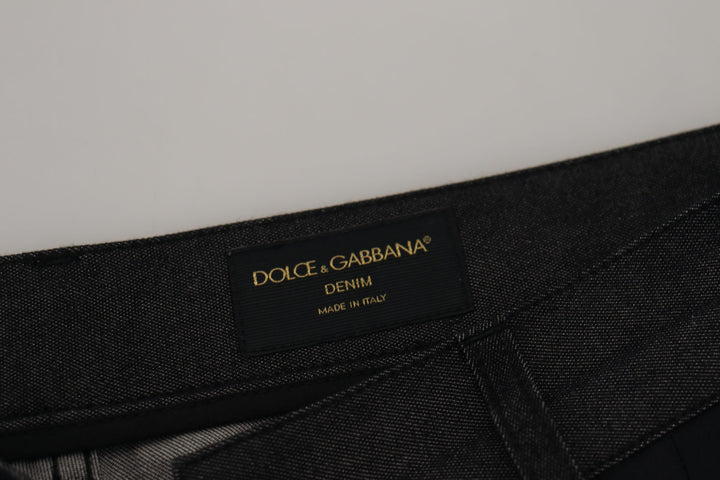 DOLCE & GABBANA®
DENIM
MADE IN ITALY